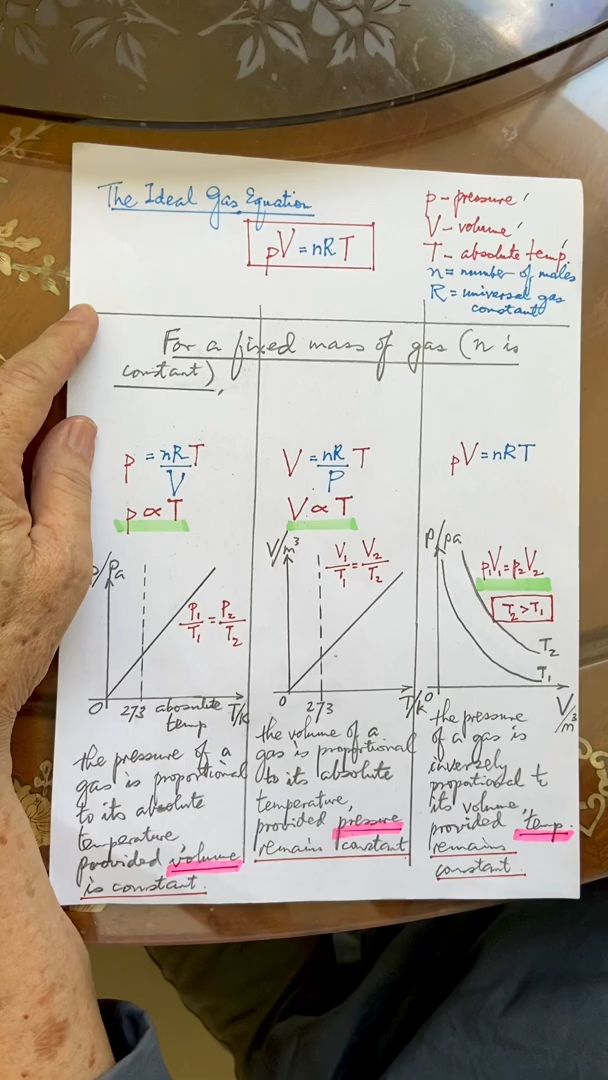 The Ideal Gas Equation
pV = nRT
p - pressure
V - volume
T - absolute temp.
n = number of moles
R = universal gas
constant
For a fixed mass of gas (n is
constant),
p = nR/V T
p ∝ T
P/Pa
P₁/T₁ = P₂/T₂
0 273 absolute temp T/K
the pressure of a
gas is proportional
to its absolute
temperature
provided volume
is constant.
V = nR/P T
V ∝ T
V/m³
V₁/T₁ = V₂/T₂
0 273 T/K
the volume of a
gas is proportional
to its absolute
temperature,
provided pressure
remains constant
pV = nRT
P/Pa
p₁V₁ = p₂V₂
T₂ > T₁
T₂
T₁
0 V/m³
the pressure
of a gas is
inversely
propotional to
its volume,
provided temp.
remains
constant.